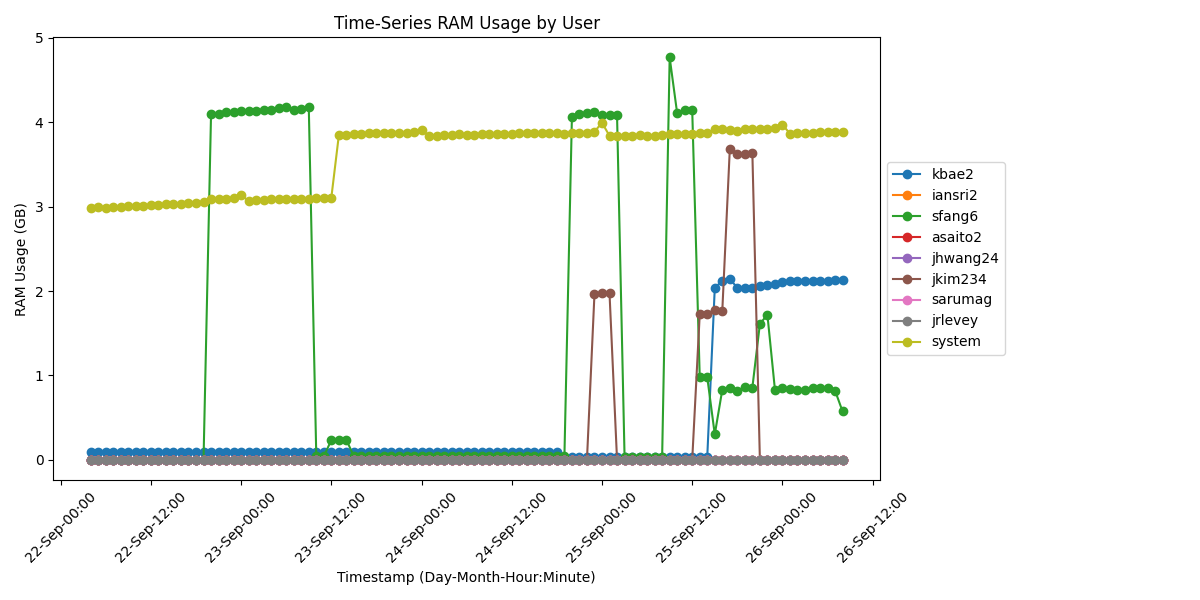 Time-Series RAM Usage by User
RAM Usage (GB)
5
4
3
2
1
0
22-Sep-00:00
22-Sep-12:00
23-Sep-00:00
23-Sep-12:00
24-Sep-00:00
24-Sep-12:00
25-Sep-00:00
25-Sep-12:00
26-Sep-00:00
26-Sep-12:00
Timestamp (Day-Month-Hour:Minute)
kbae2
iansri2
sfang6
asaito2
jhwang24
jkim234
sarumag
jrlevey
system